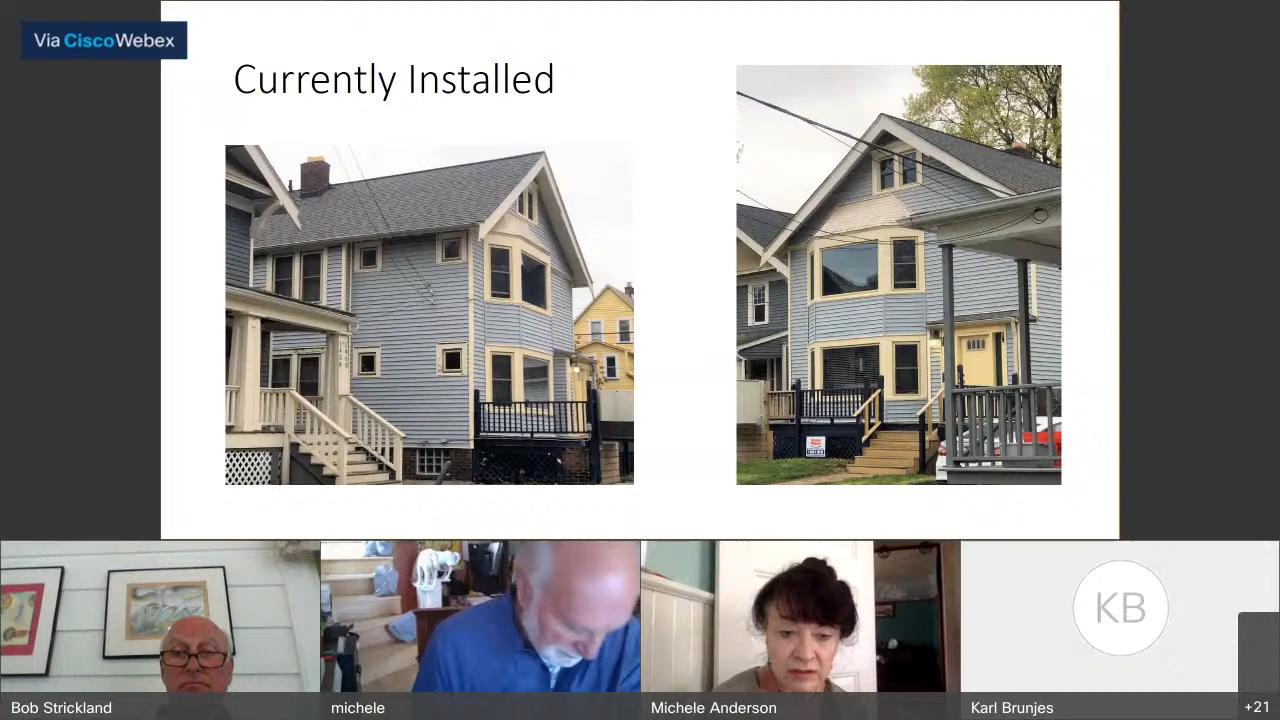 Via CiscoWebex
Currently Installed
KB
Bob Strickland
michele
Michele Anderson
Karl Brunjes
+21